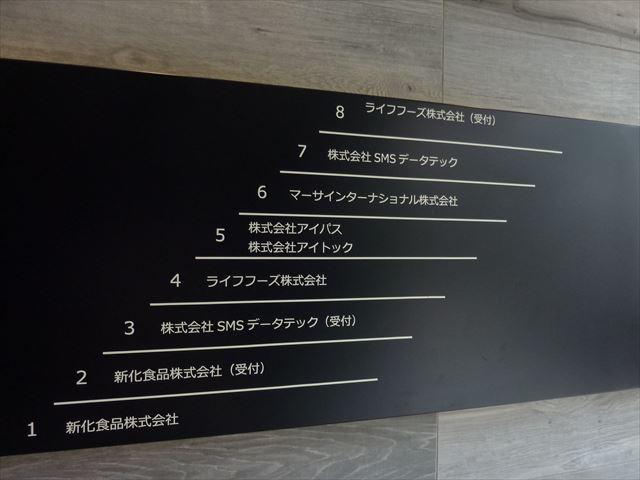 8 ライフフーズ株式会社（受付）
7 株式会社 SMS データテック
6 マーサインターナショナル株式会社
5 株式会社アイパス
株式会社アイトック
4 ライフフーズ株式会社
3 株式会社 SMS データテック（受付）
2 新化食品株式会社（受付）
1 新化食品株式会社